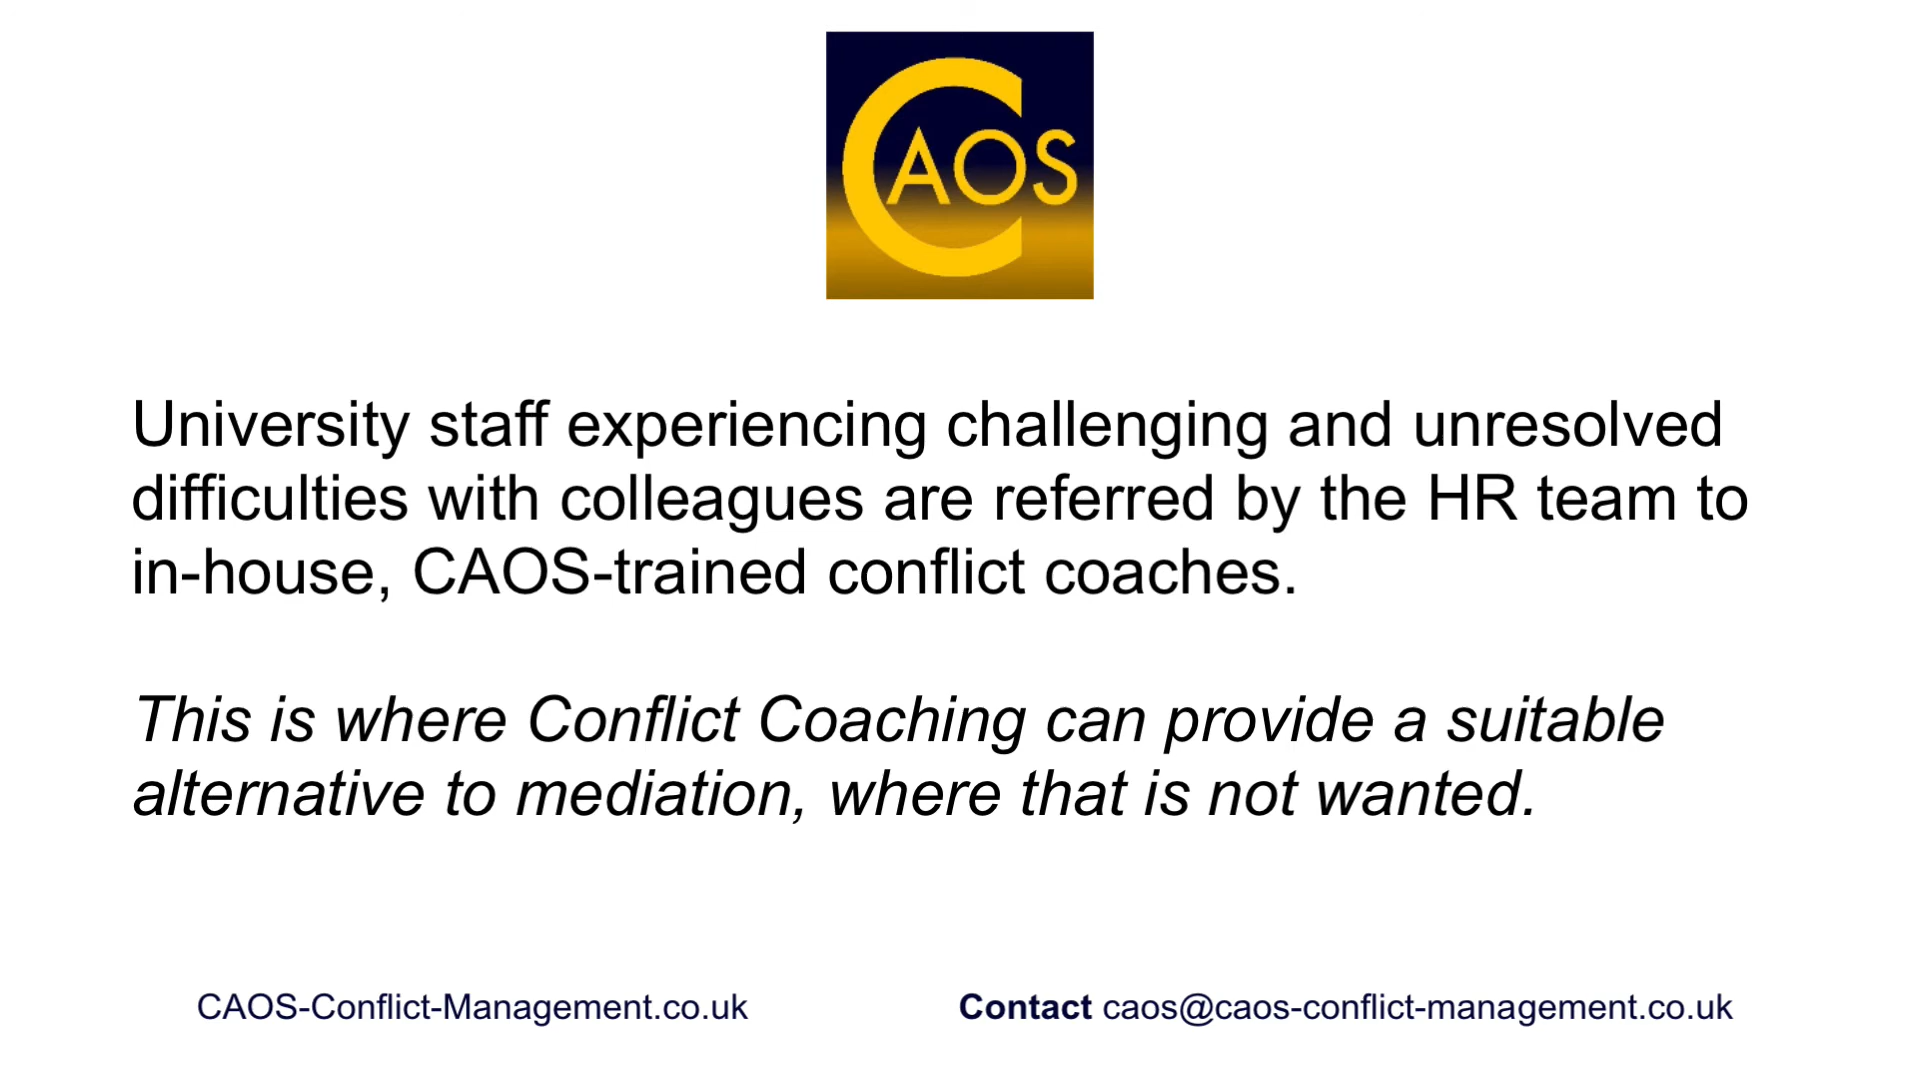 CAOS
University staff experiencing challenging and unresolved
difficulties with colleagues are referred by the HR team to
in-house, CAOS-trained conflict coaches.
This is where Conflict Coaching can provide a suitable
alternative to mediation, where that is not wanted.
CAOS-Conflict-Management.co.uk
Contact caos@caos-conflict-management.co.uk